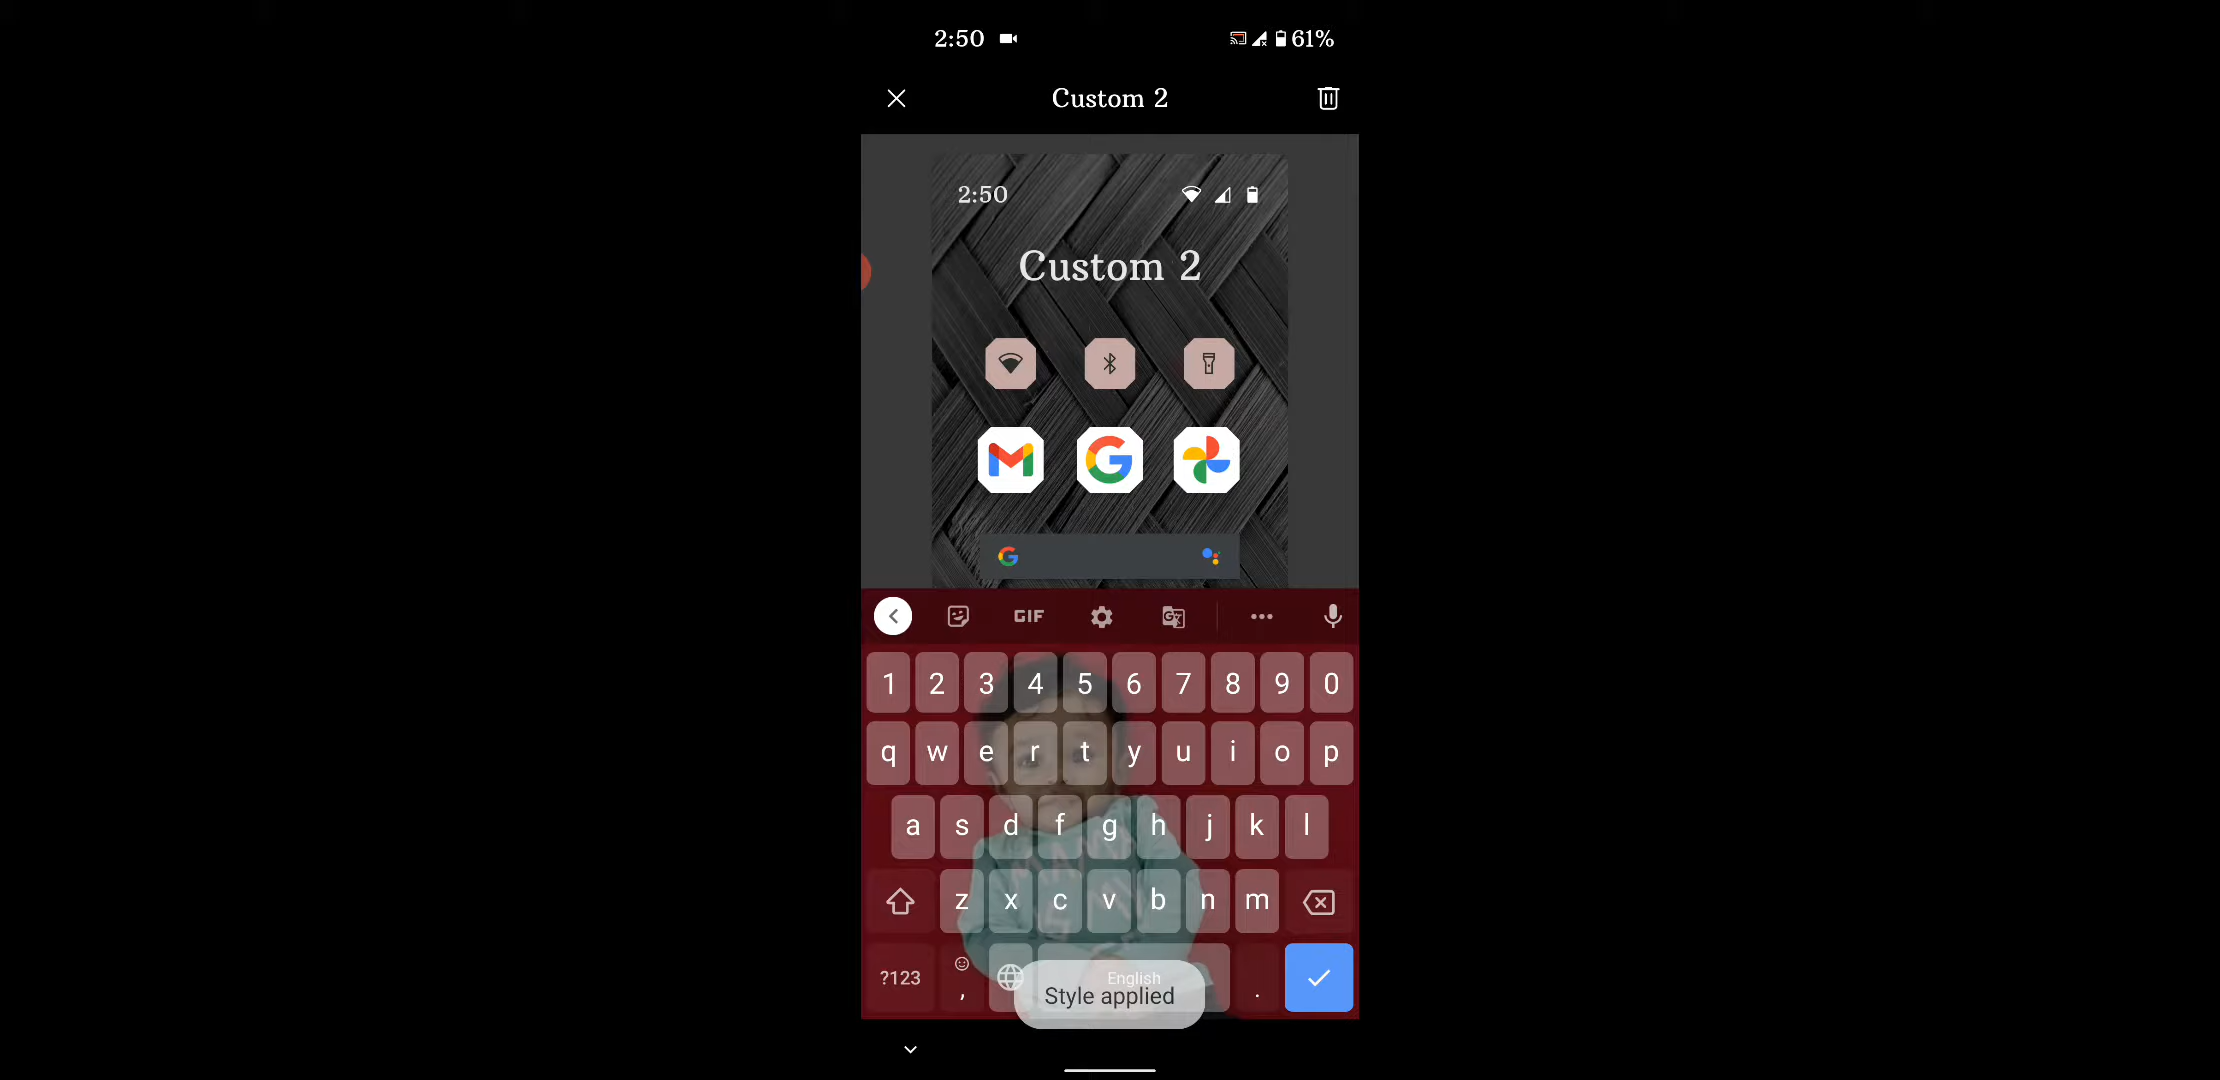 2:50 61%
Custom 2
2:50
Custom 2
GIF
1 2 3 4 5 6 7 8 9 0
q w e r t y u i o p
a s d f g h j k l
z x c v b n m
?123 , English .
Style applied